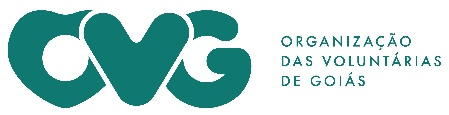 OVG
ORGANIZAÇÃO
DAS VOLUNTÁRIAS
DE GOIÁS